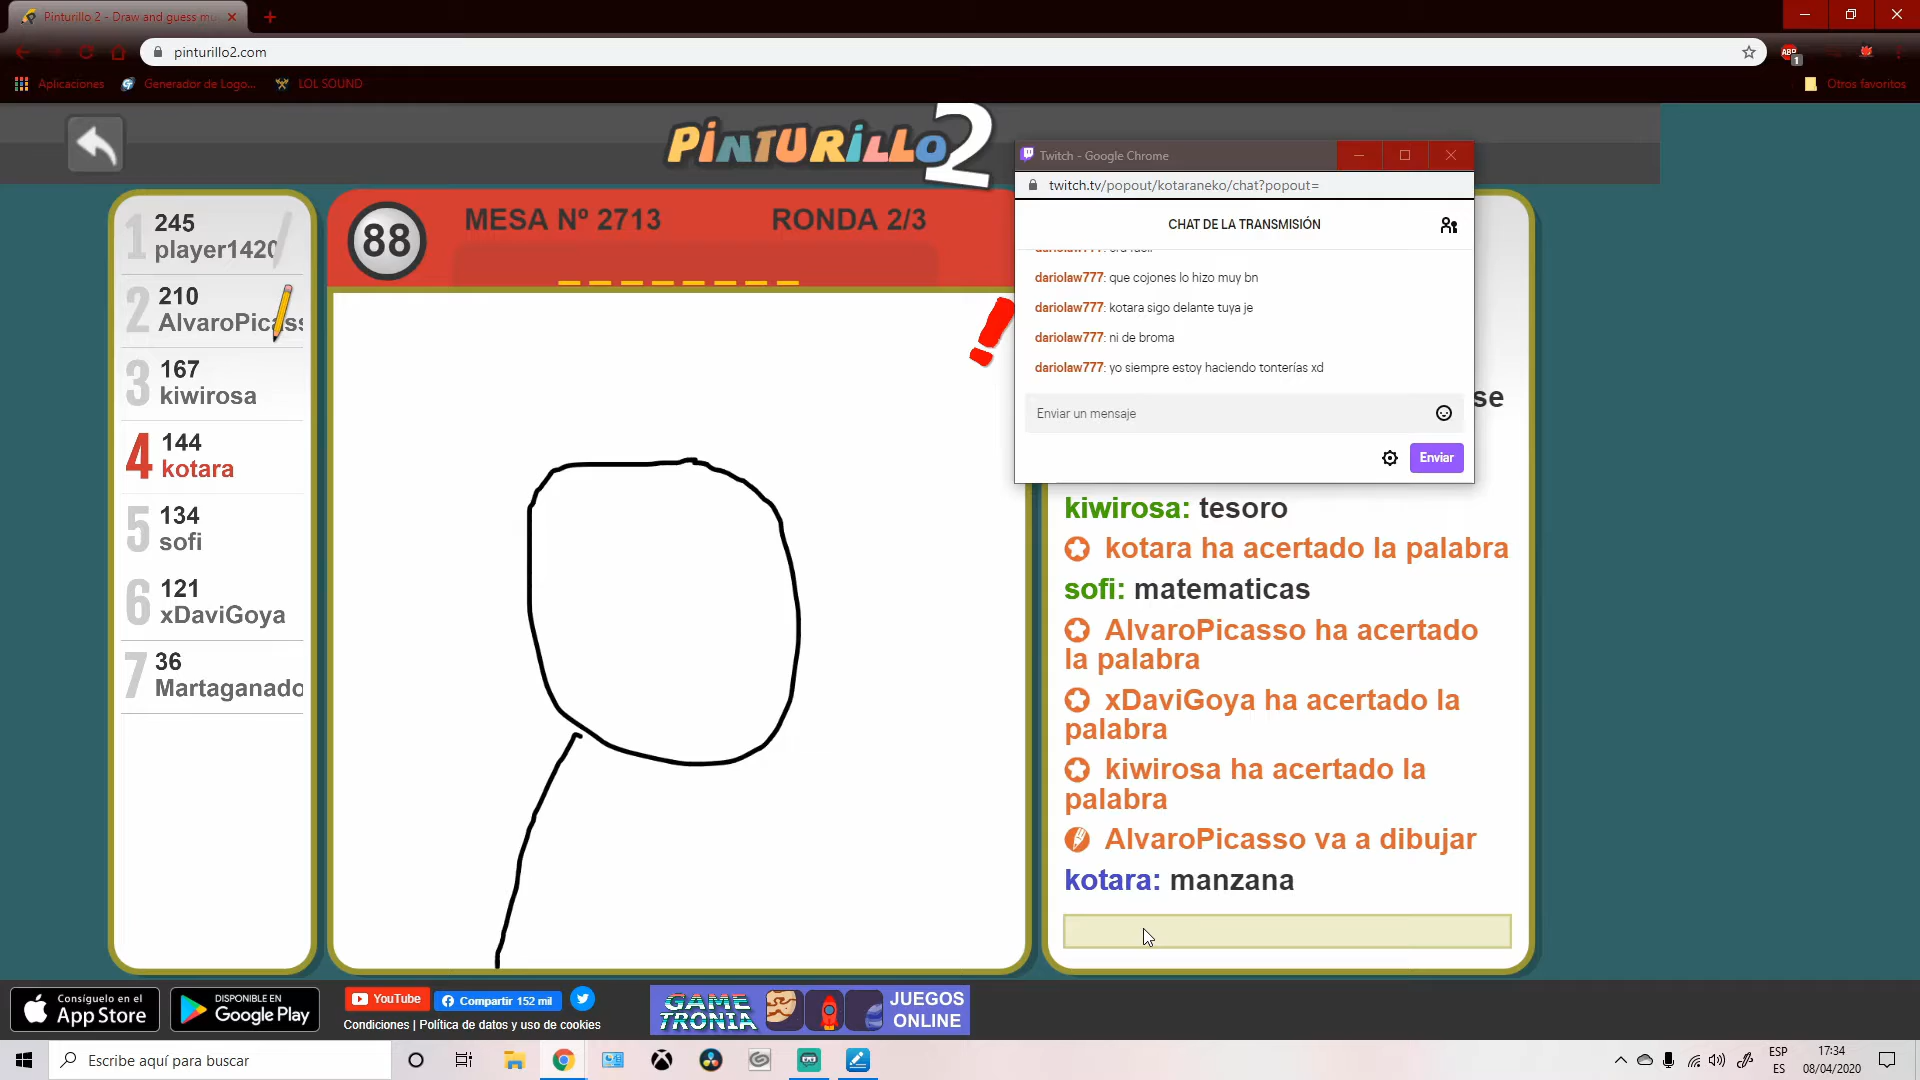 Pinturillo 2 - Draw and guess mu
pinturillo2.com
ABP
1
Aplicaciones
Generador de Logo...
LOL SOUND
Otros favoritos
PINTURILLO 2
1 245
player1420
2 210
AlvaroPicass
3 167
kiwirosa
4 144
kotara
5 134
sofi
6 121
xDaviGoya
7 36
Martaganado
88
MESA Nº 2713
RONDA 2/3
Twitch - Google Chrome
twitch.tv/popout/kotaraneko/chat?popout=
CHAT DE LA TRANSMISIÓN
dariolaw777: era fácil
dariolaw777: que cojones lo hizo muy bn
dariolaw777: kotara sigo delante tuya je
dariolaw777: ni de broma
dariolaw777: yo siempre estoy haciendo tonterías xd
Enviar un mensaje
Enviar
se
kiwirosa: tesoro
kotara ha acertado la palabra
sofi: matematicas
AlvaroPicasso ha acertado
la palabra
xDaviGoya ha acertado la
palabra
kiwirosa ha acertado la
palabra
AlvaroPicasso va a dibujar
kotara: manzana
Consíguelo en el
App Store
DISPONIBLE EN
Google Play
YouTube
Compartir 152 mil
Condiciones | Política de datos y uso de cookies
GAME
TRONIA
JUEGOS
ONLINE
Escribe aquí para buscar
ESP
ES
17:34
08/04/2020